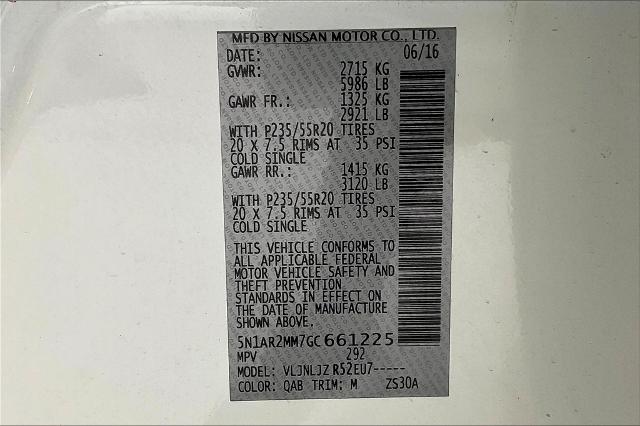 MFD BY NISSAN MOTOR CO., LTD.
DATE: 06/16
GVWR: 2715 KG
5986 LB
GAWR FR.: 1325 KG
2921 LB
WITH P235/55R20 TIRES
20 X 7.5 RIMS AT 35 PSI
COLD SINGLE
GAWR RR.: 1415 KG
3120 LB
WITH P235/55R20 TIRES
20 X 7.5 RIMS AT 35 PSI
COLD SINGLE
THIS VEHICLE CONFORMS TO
ALL APPLICABLE FEDERAL
MOTOR VEHICLE SAFETY AND
THEFT PREVENTION
STANDARDS IN EFFECT ON
THE DATE OF MANUFACTURE
SHOWN ABOVE.
5N1AR2MM7GC661225
MPV 292
MODEL: VLJNLJZ R52EU7-----
COLOR: QAB TRIM; M ZS30A